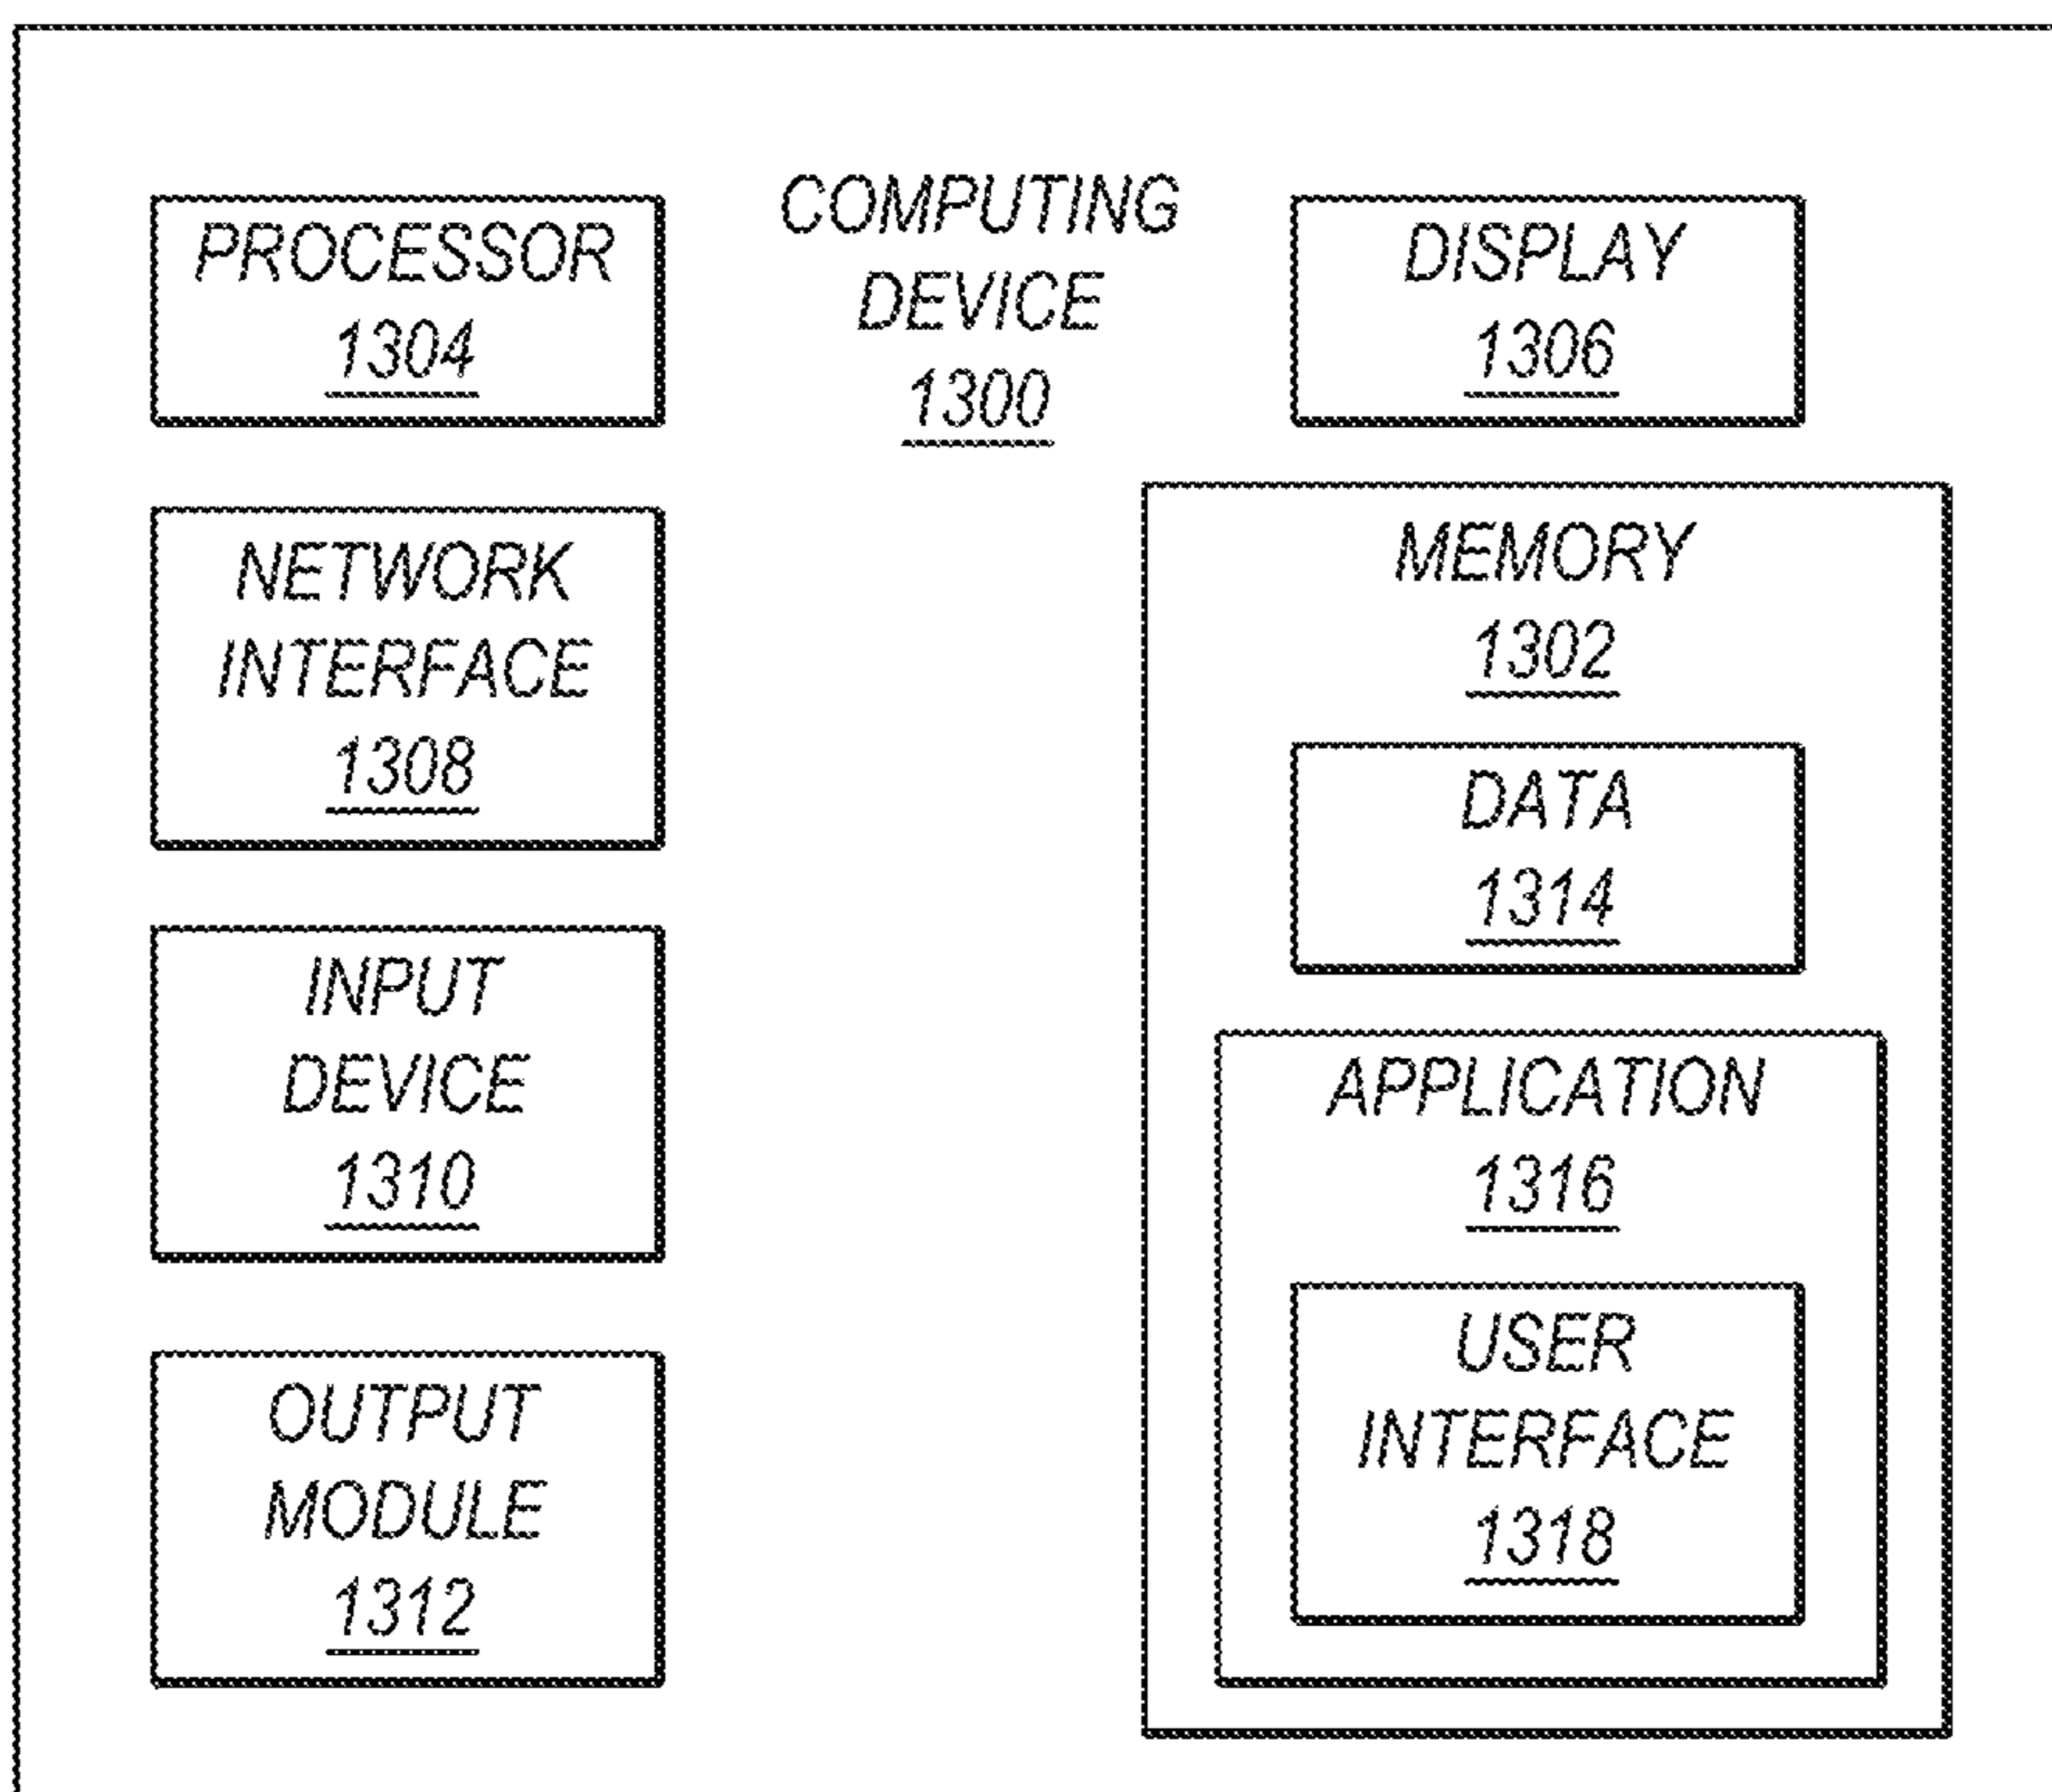 PROCESSOR
1304
COMPUTING
DEVICE
1300
DISPLAY
1306
NETWORK
INTERFACE
1308
INPUT
DEVICE
1310
OUTPUT
MODULE
1312
MEMORY
1302
DATA
1314
APPLICATION
1316
USER
INTERFACE
1318